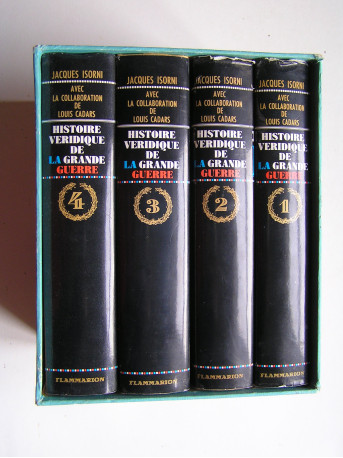 JACQUES ISORNI
AVEC
LA COLLABORATION
DE
LOUIS CADARS
HISTOIRE
VERIDIQUE
DE
LA GRANDE
GUERRE
4
FLAMMARION
JACQUES ISORNI
AVEC
LA COLLABORATION
DE
LOUIS CADARS
HISTOIRE
VERIDIQUE
DE
LA GRANDE
GUERRE
3
FLAMMARION
JACQUES ISORNI
AVEC
LA COLLABORATION
DE
LOUIS CADARS
HISTOIRE
VERIDIQUE
DE
LA GRANDE
GUERRE
2
FLAMMARION
JACQUES ISORNI
AVEC
LA COLLABORATION
DE
LOUIS CADARS
HISTOIRE
VERIDIQUE
DE
LA GRANDE
GUERRE
1
FLAMMARION